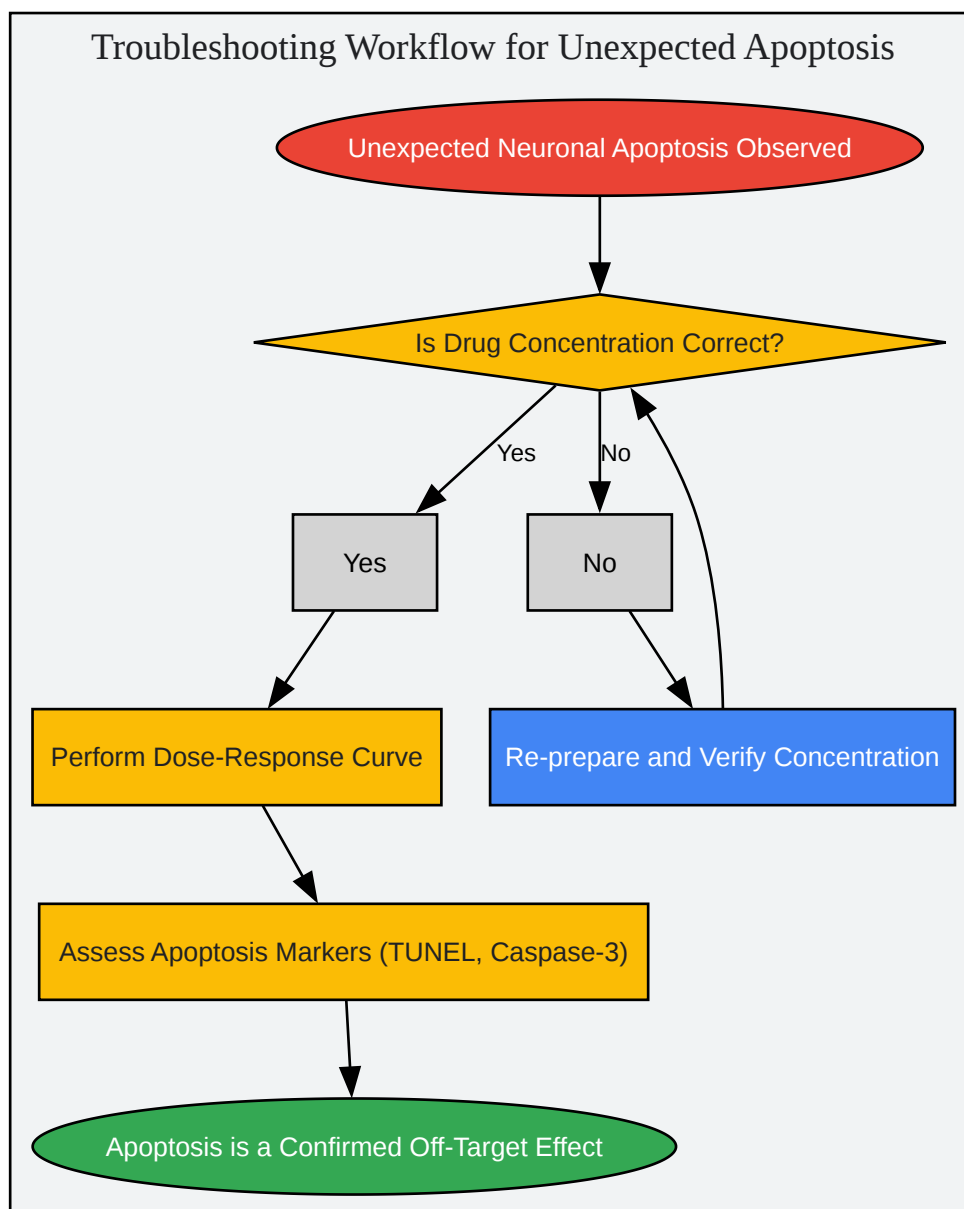 Troubleshooting Workflow for Unexpected Apoptosis
Unexpected Neuronal Apoptosis Observed
Is Drug Concentration Correct?
Yes
No
Yes
No
Perform Dose-Response Curve
Re-prepare and Verify Concentration
Assess Apoptosis Markers (TUNEL, Caspase-3)
Apoptosis is a Confirmed Off-Target Effect